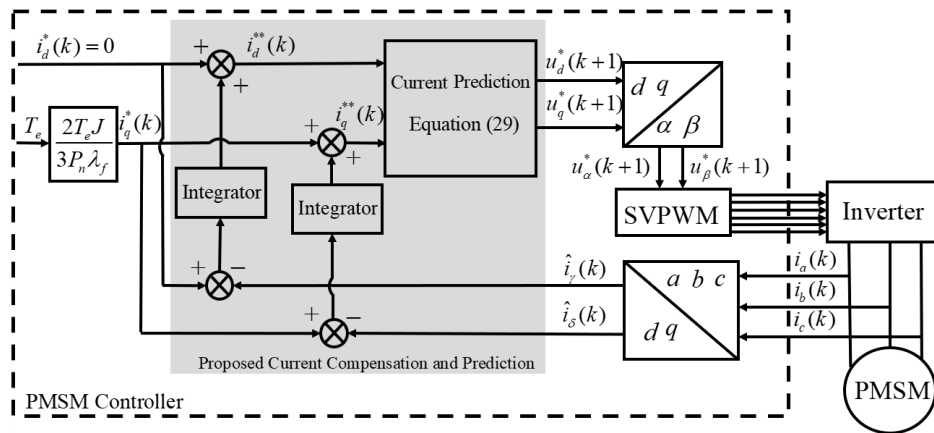 i_d^*(k)=0
i_d^{**}(k)
T_e
2T_eJ
3P_nλ_f
i_q^*(k)
i_q^{**}(k)
Current Prediction
Equation (29)
u_d^*(k+1)
u_q^*(k+1)
d q
α β
u_α^*(k+1)
u_β^*(k+1)
Integrator
Integrator
SVPWM
Inverter
+
+
+
+
+
−
+
−
î_γ(k)
î_δ(k)
a b c
d q
i_a(k)
i_b(k)
i_c(k)
Proposed Current Compensation and Prediction
PMSM Controller
PMSM